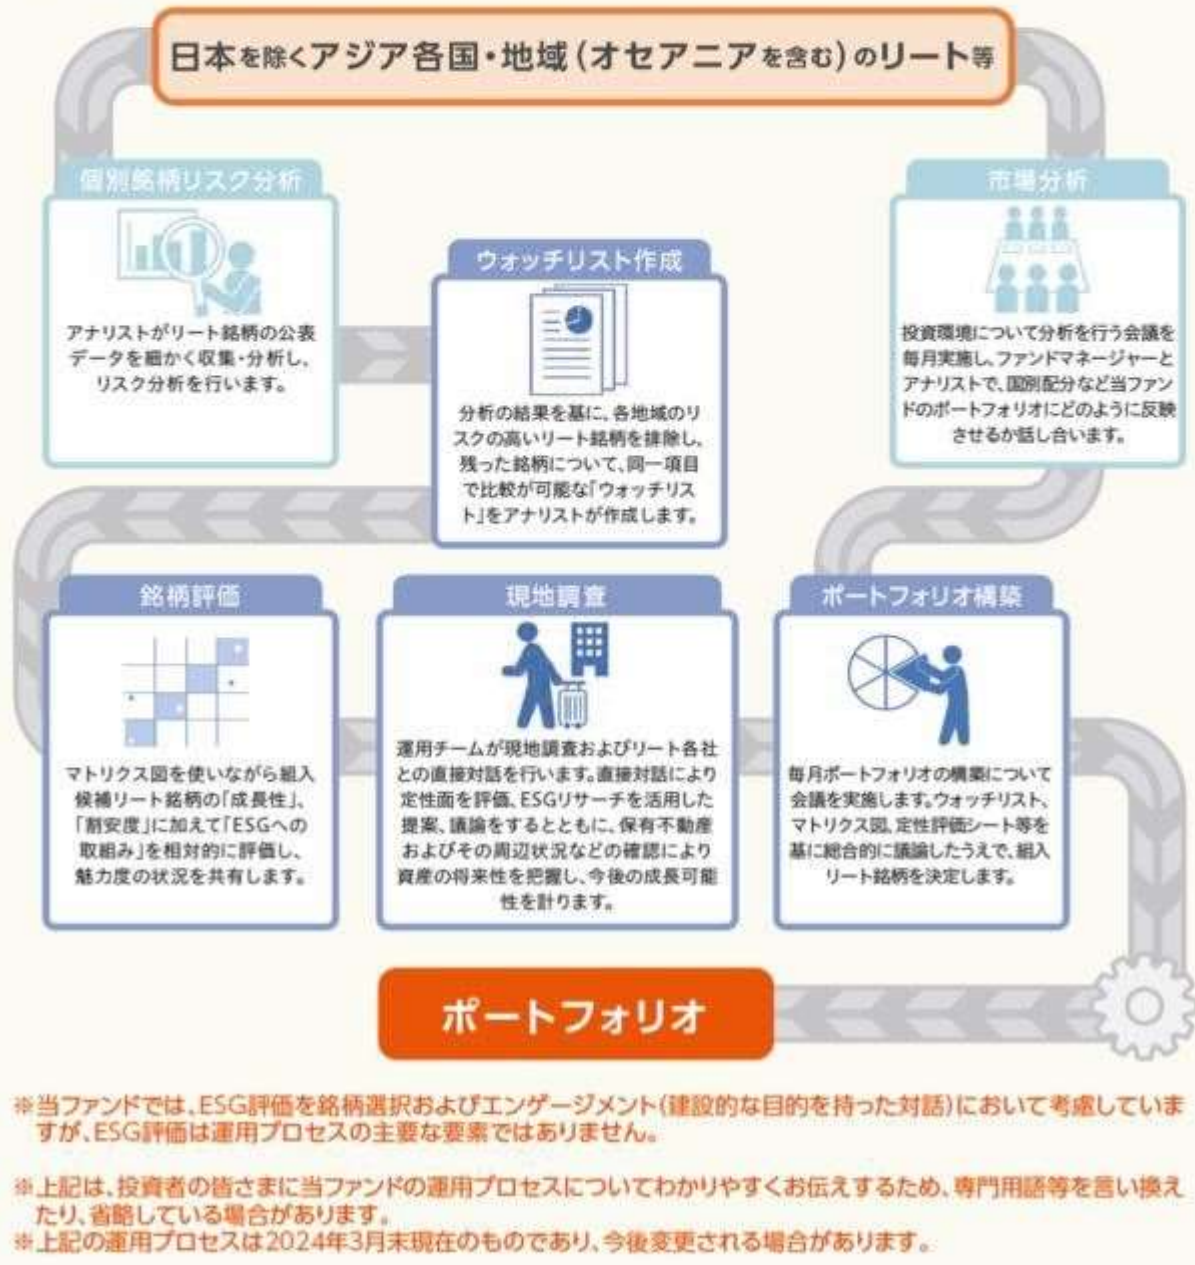 日本を除くアジア各国・地域(オセアニアを含む)のリート等
個別銘柄リスク分析
アナリストがリート銘柄の公表
データを細かく収集・分析し、
リスク分析を行います。
ウォッチリスト作成
分析の結果を基に、各地域のリ
スクの高いリート銘柄を排除し、
残った銘柄について、同一項目
で比較が可能な「ウォッチリス
ト」をアナリストが作成します。
市場分析
投資環境について分析を行う会議を
毎月実施し、ファンドマネージャーと
アナリストで、国別配分など当ファン
ドのポートフォリオにどのように反映
させるか話し合います。
銘柄評価
マトリクス図を使いながら組入
候補リート銘柄の「成長性」、
「割安度」に加えて「ESGへの
取組み」を相対的に評価し、
魅力度の状況を共有します。
現地調査
運用チームが現地調査およびリート各社
との直接対話を行います。直接対話により
定性面を評価、ESGリサーチを活用した
提案、議論をするとともに、保有不動産
およびその周辺状況などの確認により
資産の将来性を把握し、今後の成長可能
性を計ります。
ポートフォリオ構築
毎月ポートフォリオの構築について
会議を実施します。ウォッチリスト、
マトリクス図、定性評価シート等を
基に総合的に議論したうえで、組入
リート銘柄を決定します。
ポートフォリオ
※当ファンドでは、ESG評価を銘柄選択およびエンゲージメント(建設的な目的を持った対話)において考慮していま
すが、ESG評価は運用プロセスの主要な要素ではありません。
※上記は、投資者の皆さまに当ファンドの運用プロセスについてわかりやすくお伝えするため、専門用語等を言い換え
たり、省略している場合があります。
※上記の運用プロセスは2024年3月末現在のものであり、今後変更される場合があります。